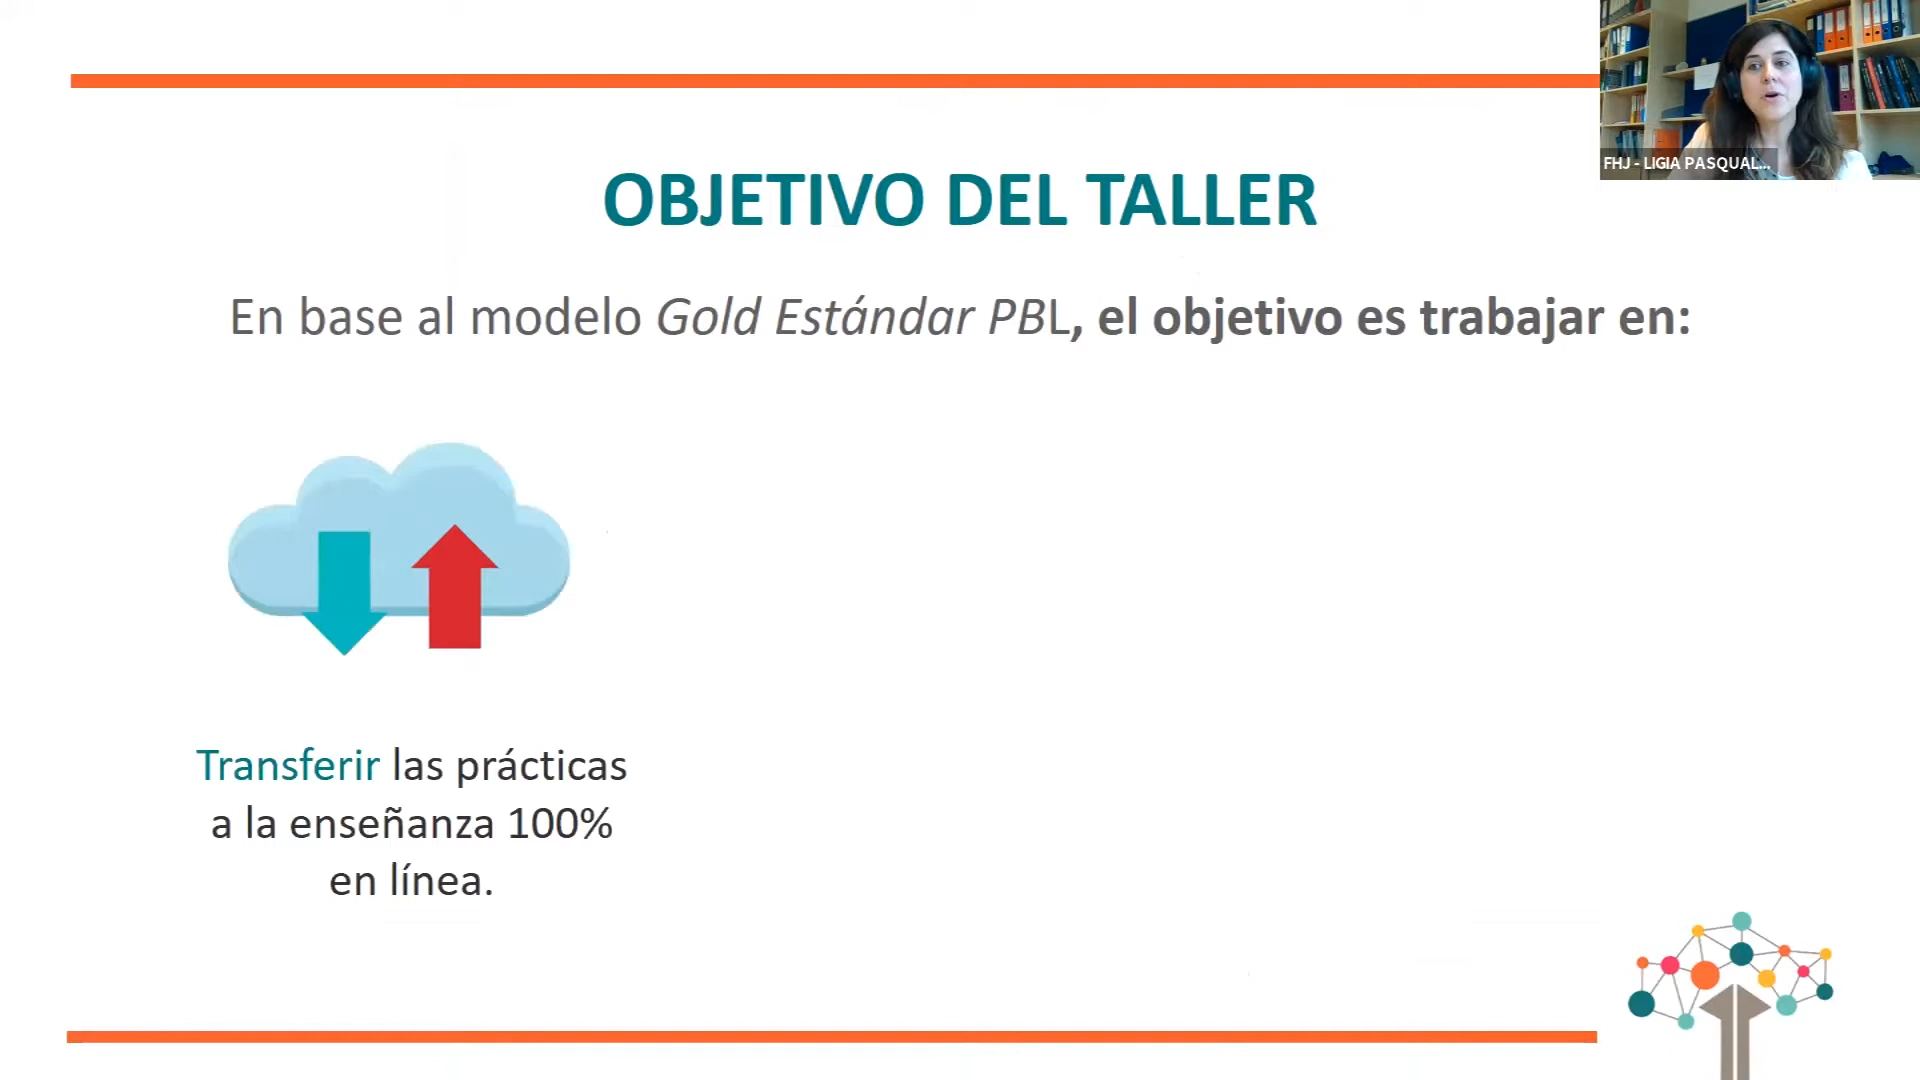 FHJ - LIGIA PASQUAL...
OBJETIVO DEL TALLER
En base al modelo Gold Estándar PBL, el objetivo es trabajar en:
Transferir las prácticas
a la enseñanza 100%
en línea.